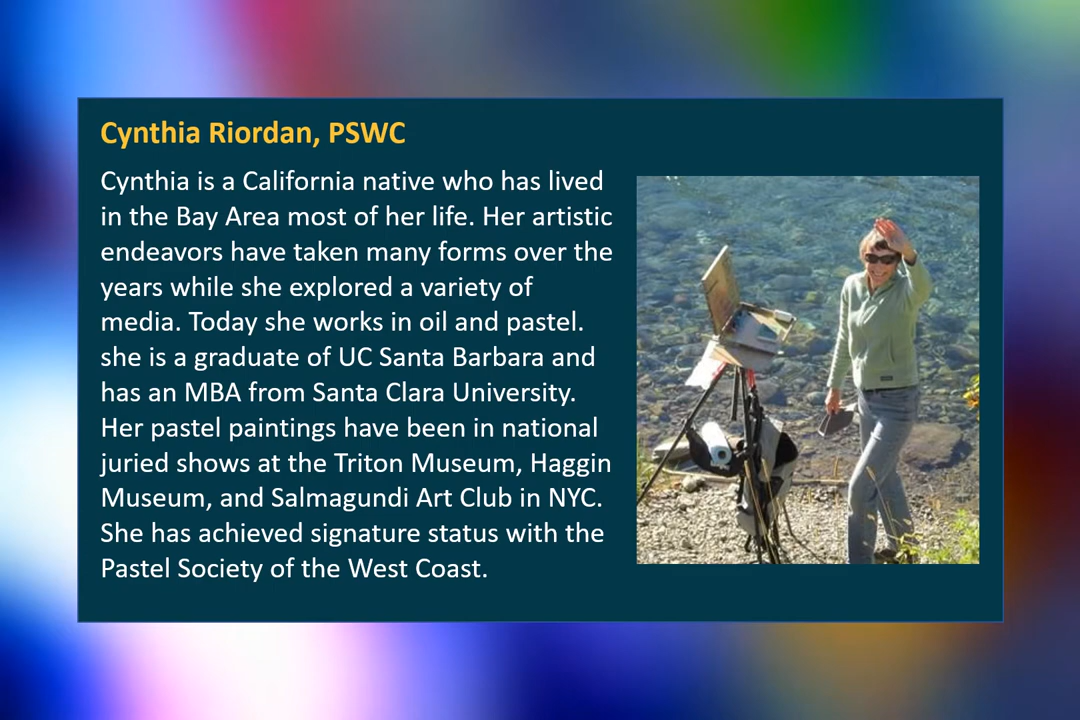 Cynthia Riordan, PSWC
Cynthia is a California native who has lived
in the Bay Area most of her life. Her artistic
endeavors have taken many forms over the
years while she explored a variety of
media. Today she works in oil and pastel.
she is a graduate of UC Santa Barbara and
has an MBA from Santa Clara University.
Her pastel paintings have been in national
juried shows at the Triton Museum, Haggin
Museum, and Salmagundi Art Club in NYC.
She has achieved signature status with the
Pastel Society of the West Coast.